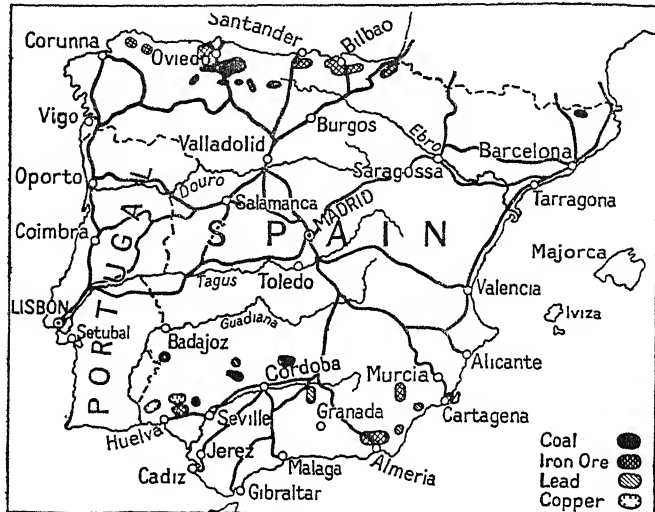 Santander
Corunna
Bilbao
Oviedo
Vigo
Burgos
Ebro
Valladolid
Barcelona
Saragossa
Oporto
Douro
Salamanca
Tarragona
MADRID
Coimbra
SPAIN
PORTUGAL
Majorca
Tagus
Toledo
Valencia
LISBON
Iviza
Setubal
Guadiana
Badajoz
Alicante
Cordoba
Murcia
Cartagena
Huelva
Seville
Granada
Jerez
Cadiz
Malaga
Almeria
Gibraltar
Coal
Iron Ore
Lead
Copper